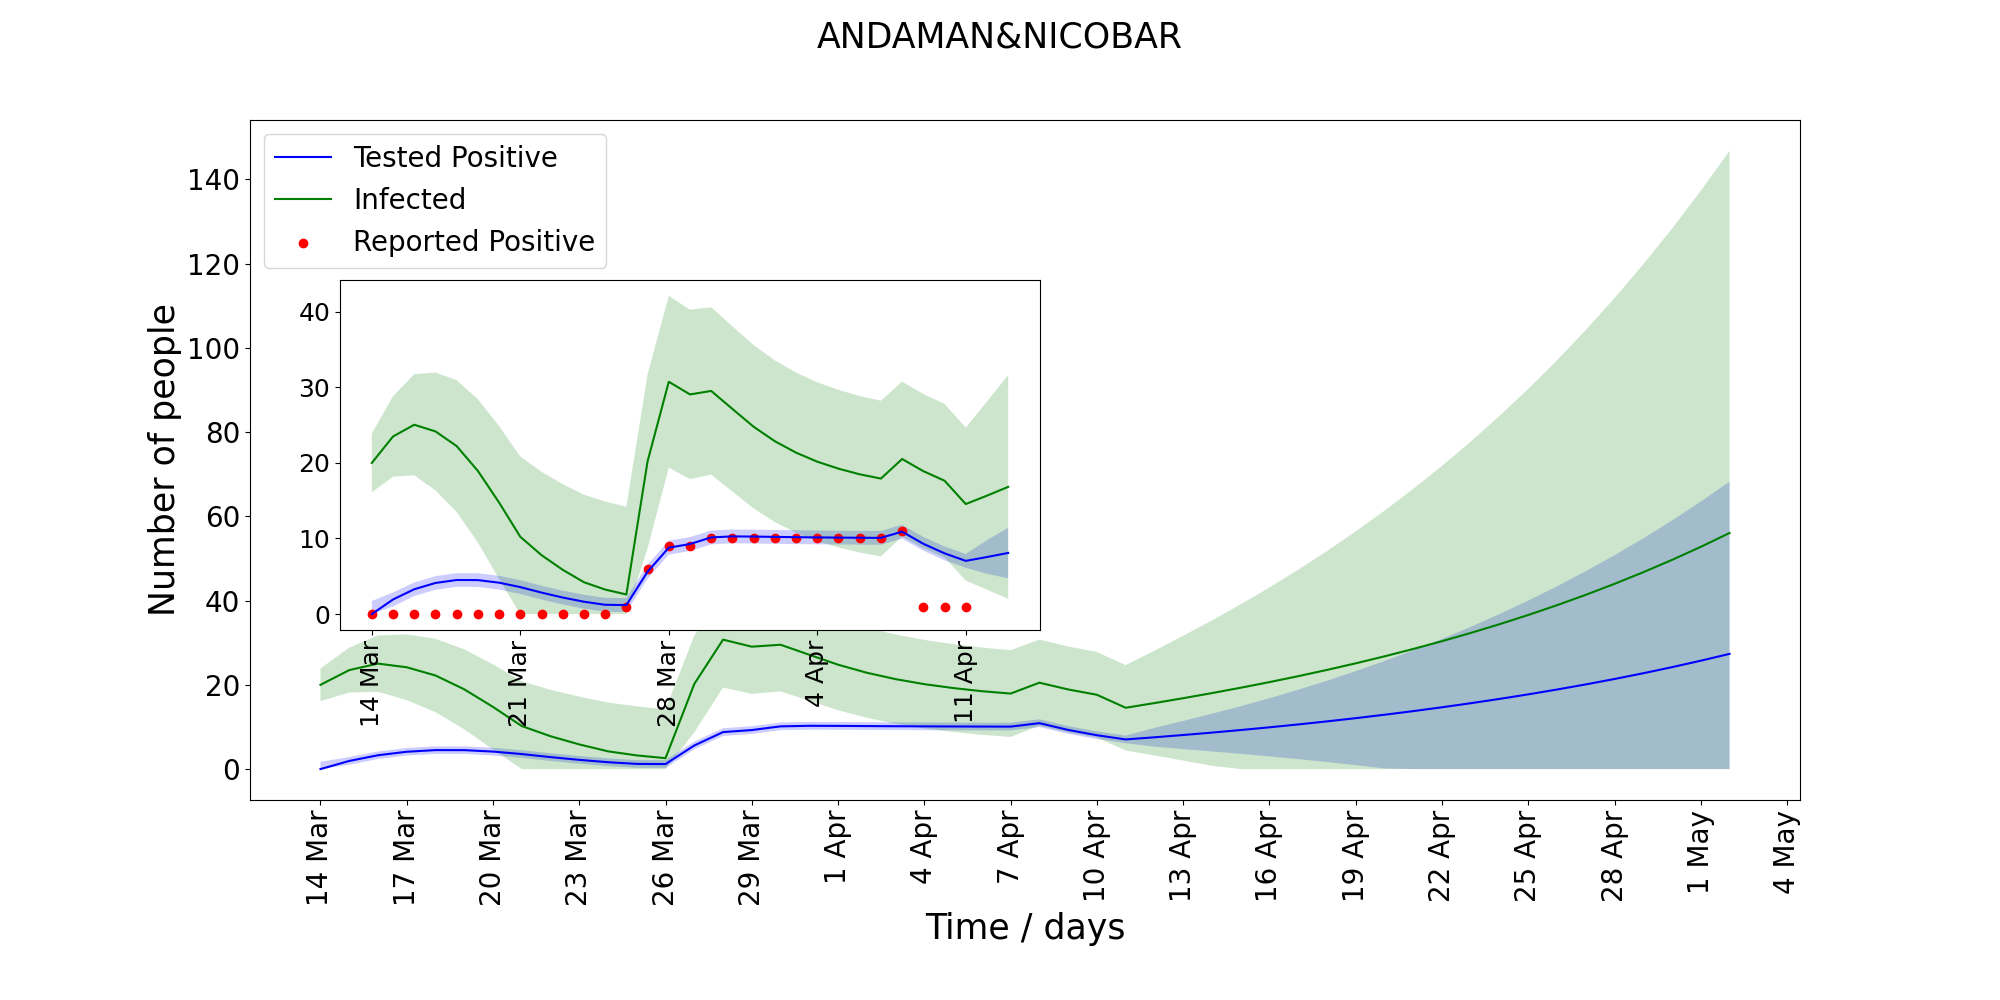 ANDAMAN&NICOBAR
Tested Positive
Infected
Reported Positive
Number of people
140
120
100
80
60
40
20
0
40
30
20
10
0
14 Mar
21 Mar
28 Mar
4 Apr
11 Apr
14 Mar
17 Mar
20 Mar
23 Mar
26 Mar
29 Mar
1 Apr
4 Apr
7 Apr
10 Apr
13 Apr
16 Apr
19 Apr
22 Apr
25 Apr
28 Apr
1 May
4 May
Time / days